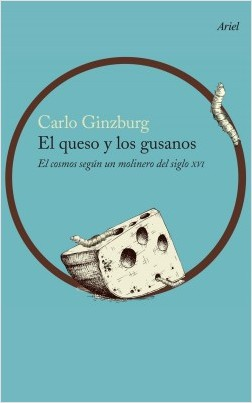 Ariel
Carlo Ginzburg
El queso y los gusanos
El cosmos según un molinero del siglo XVI